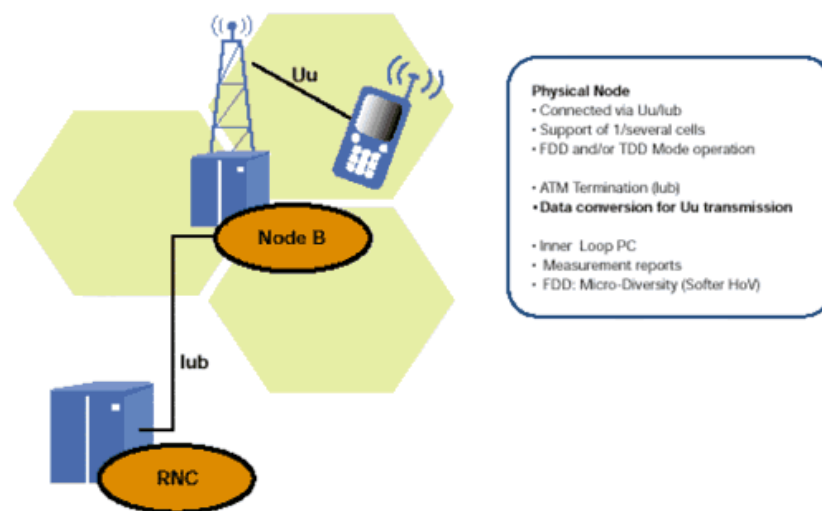 Uu
Node B
Iub
RNC
Physical Node
• Connected via Uu/Iub
• Support of 1/several cells
• FDD and/or TDD Mode operation
• ATM Termination (Iub)
•Data conversion for Uu transmission
• Inner Loop PC
• Measurement reports
• FDD: Micro-Diversity (Softer HoV)